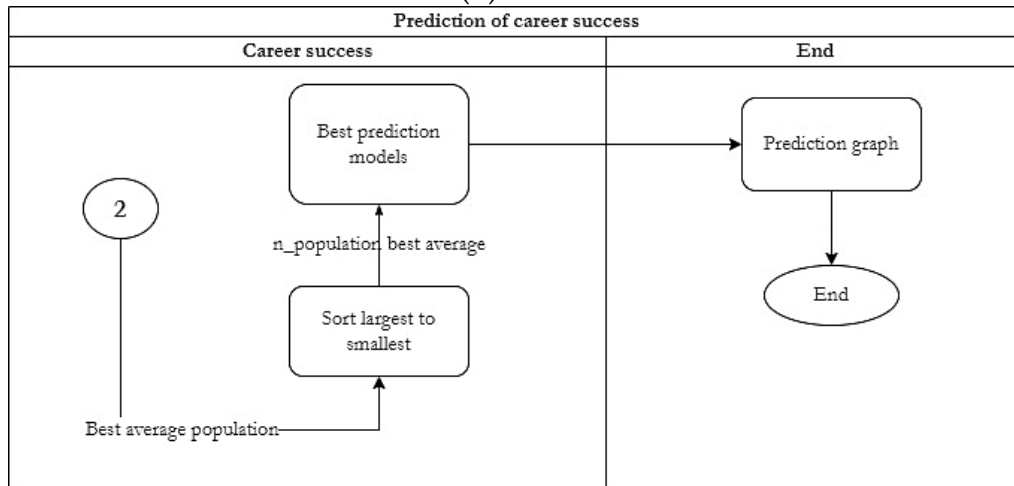 Prediction of career success
Career success
End
Best prediction
models
Prediction graph
2
n_population best average
End
Sort largest to
smallest
Best average population